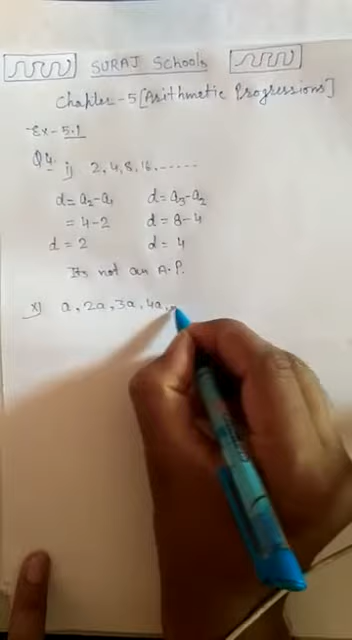 SURAJ Schools
Chapter-5 [Arithmetic Progressions]
Ex-5.1
Q4. i) 2, 4, 8, 16, ......
d = a₂ - a₁ d = a₃ - a₂
= 4 - 2 d = 8 - 4
d = 2 d = 4
Its not an A.P.
x) a, 2a, 3a, 4a,